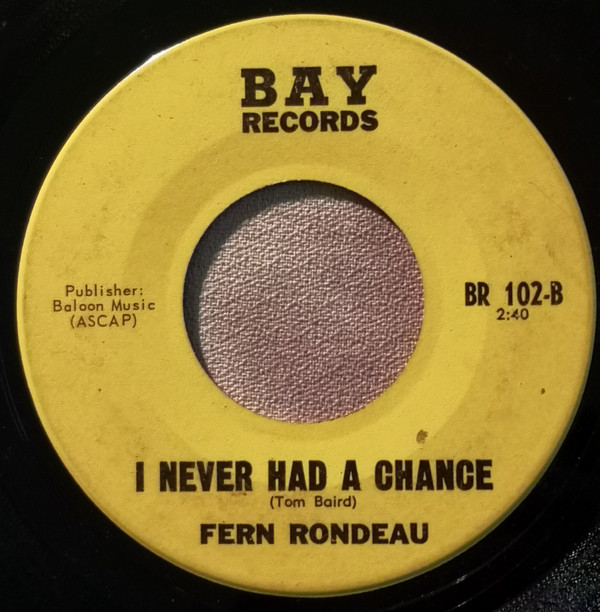 BAY
RECORDS
Publisher:
Baloon Music
(ASCAP)
BR 102-B
2:40
I NEVER HAD A CHANCE
(Tom Baird)
FERN RONDEAU